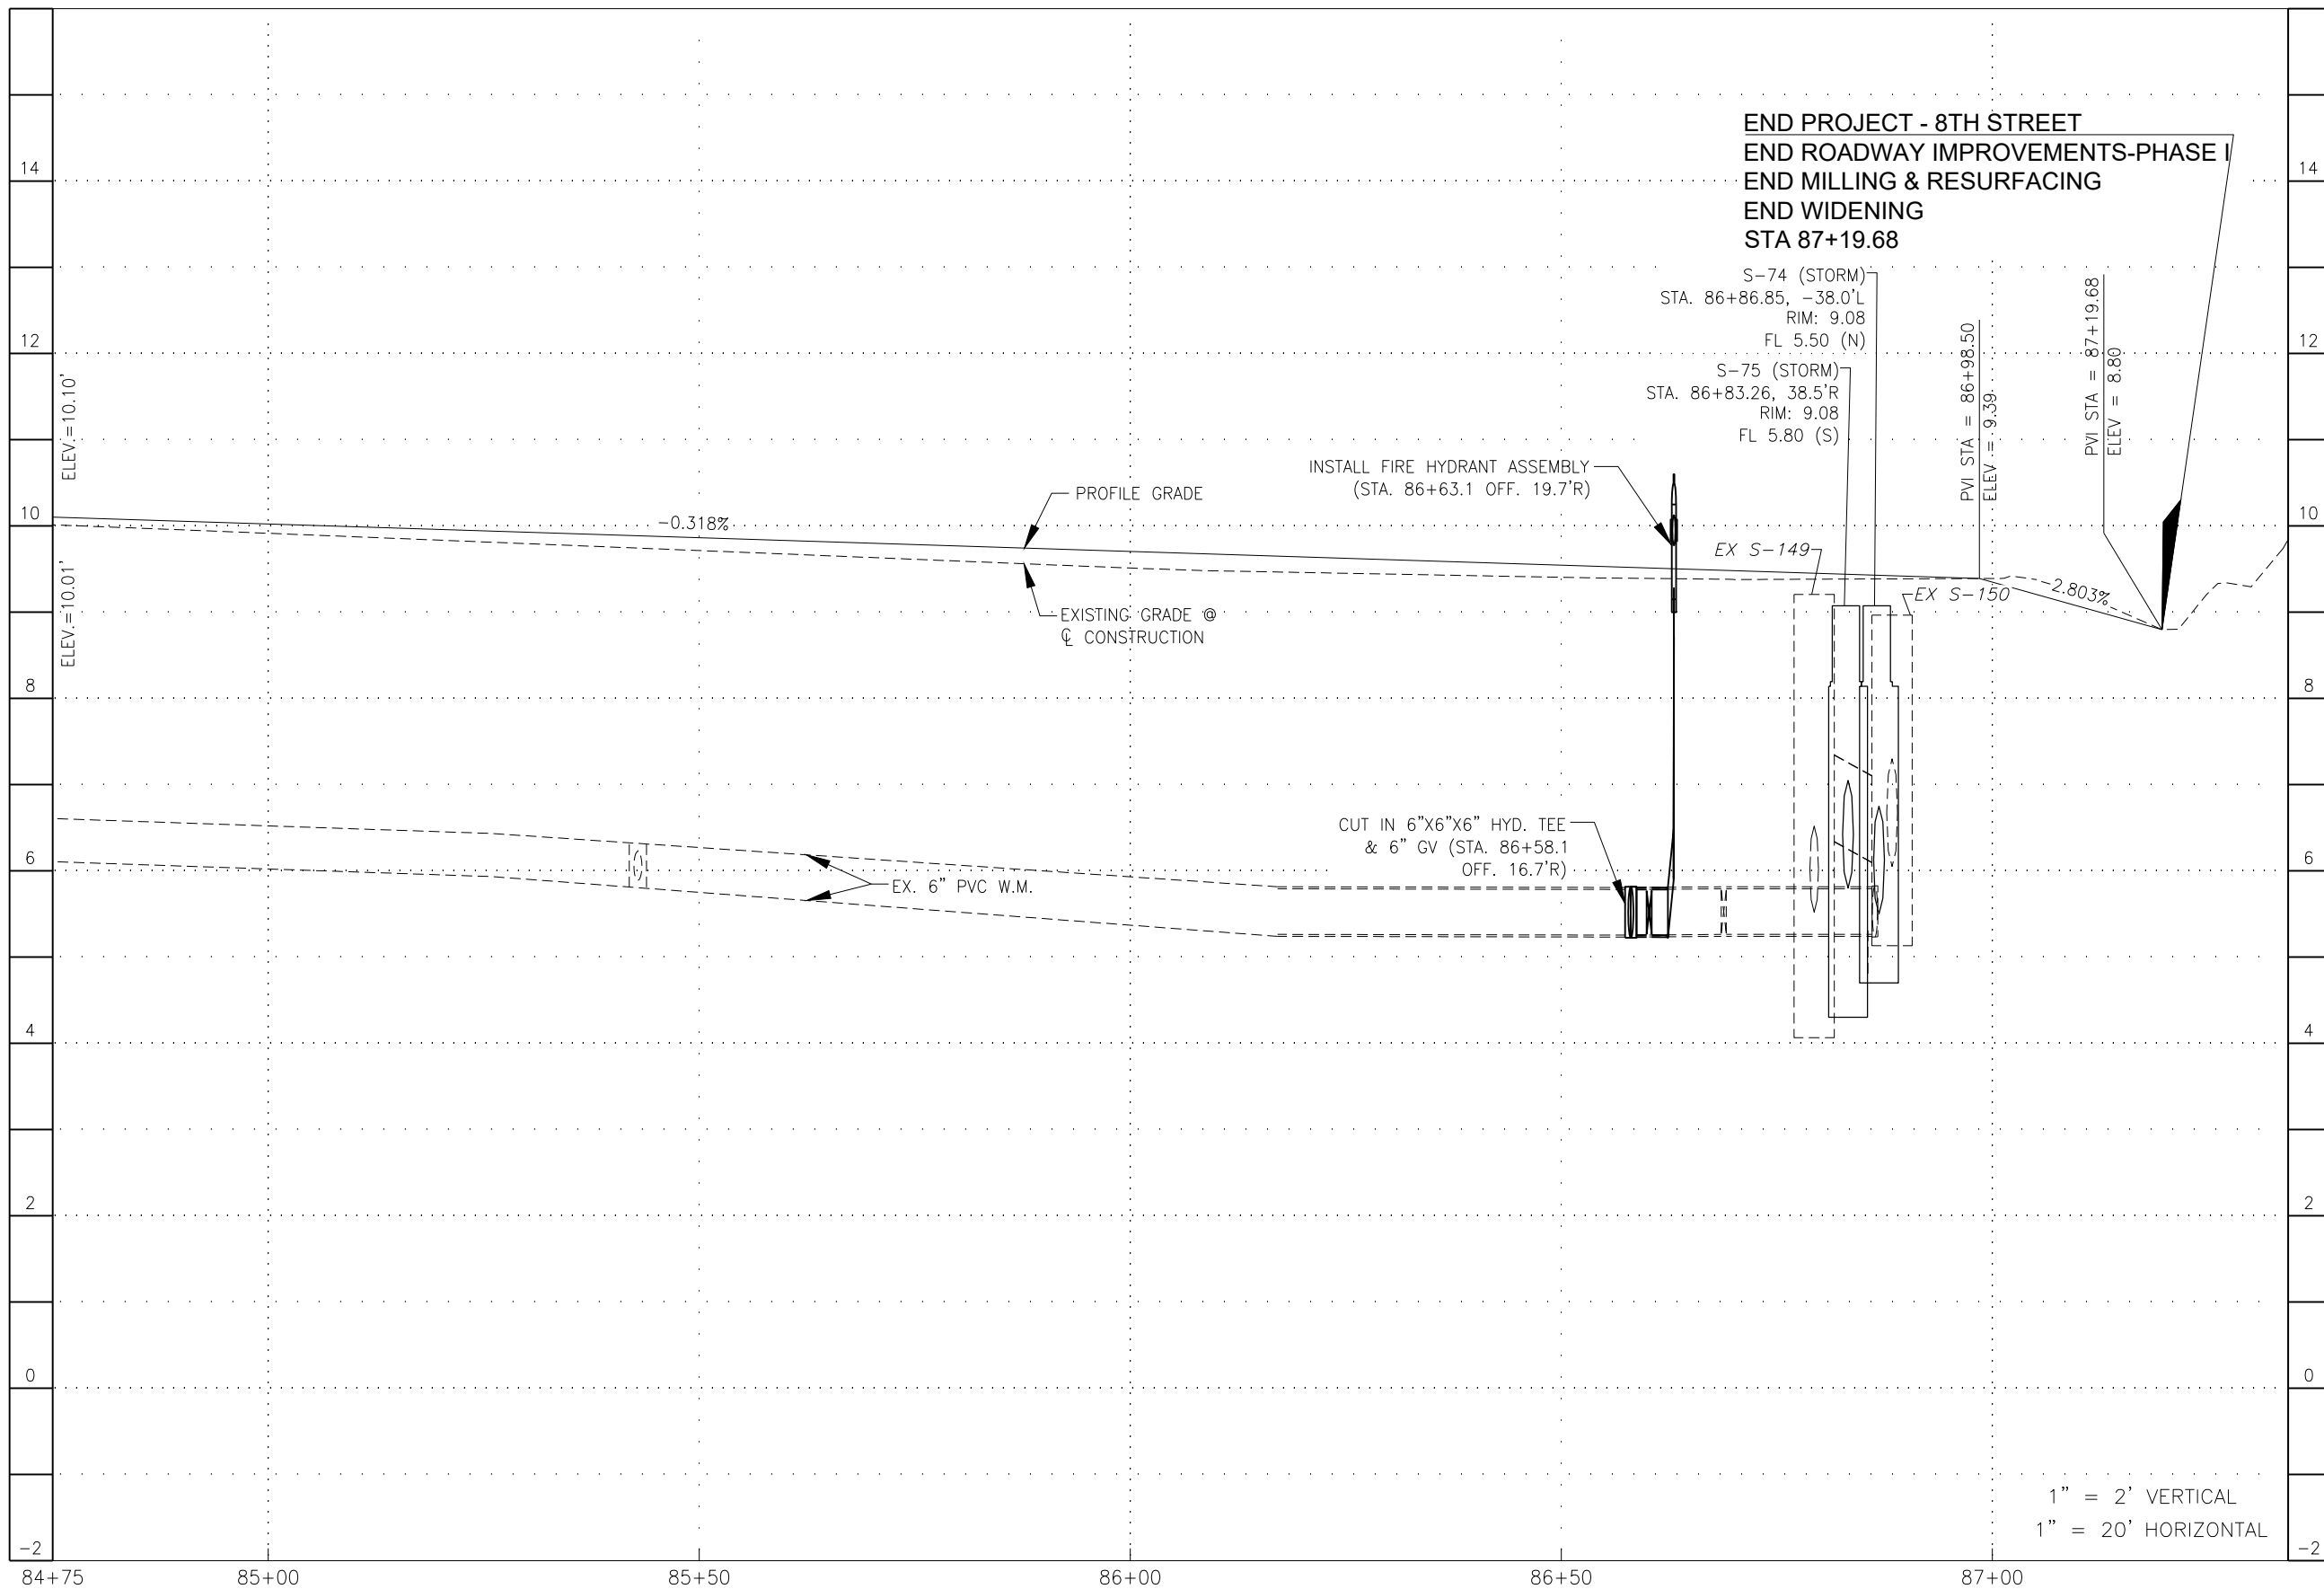 END PROJECT - 8TH STREET
END ROADWAY IMPROVEMENTS-PHASE I
END MILLING & RESURFACING
END WIDENING
STA 87+19.68
S-74 (STORM)
STA. 86+86.85, -38.0'L
RIM: 9.08
FL 5.50 (N)
S-75 (STORM)
STA. 86+83.26, 38.5'R
RIM: 9.08
FL 5.80 (S)
PVI STA = 86+98.50
ELEV = 9.39
PVI STA = 87+19.68
ELEV = 8.80
ELEV.=10.10'
ELEV.=10.01'
INSTALL FIRE HYDRANT ASSEMBLY
(STA. 86+63.1 OFF. 19.7'R)
PROFILE GRADE
-0.318%
EX S-149
EX S-150
-2.803%
EXISTING GRADE @
℄ CONSTRUCTION
CUT IN 6"X6"X6" HYD. TEE
& 6" GV (STA. 86+58.1
OFF. 16.7'R)
EX. 6" PVC W.M.
14
12
10
8
6
4
2
0
-2
14
12
10
8
6
4
2
0
-2
1" = 2' VERTICAL
1" = 20' HORIZONTAL
84+75
85+00
85+50
86+00
86+50
87+00